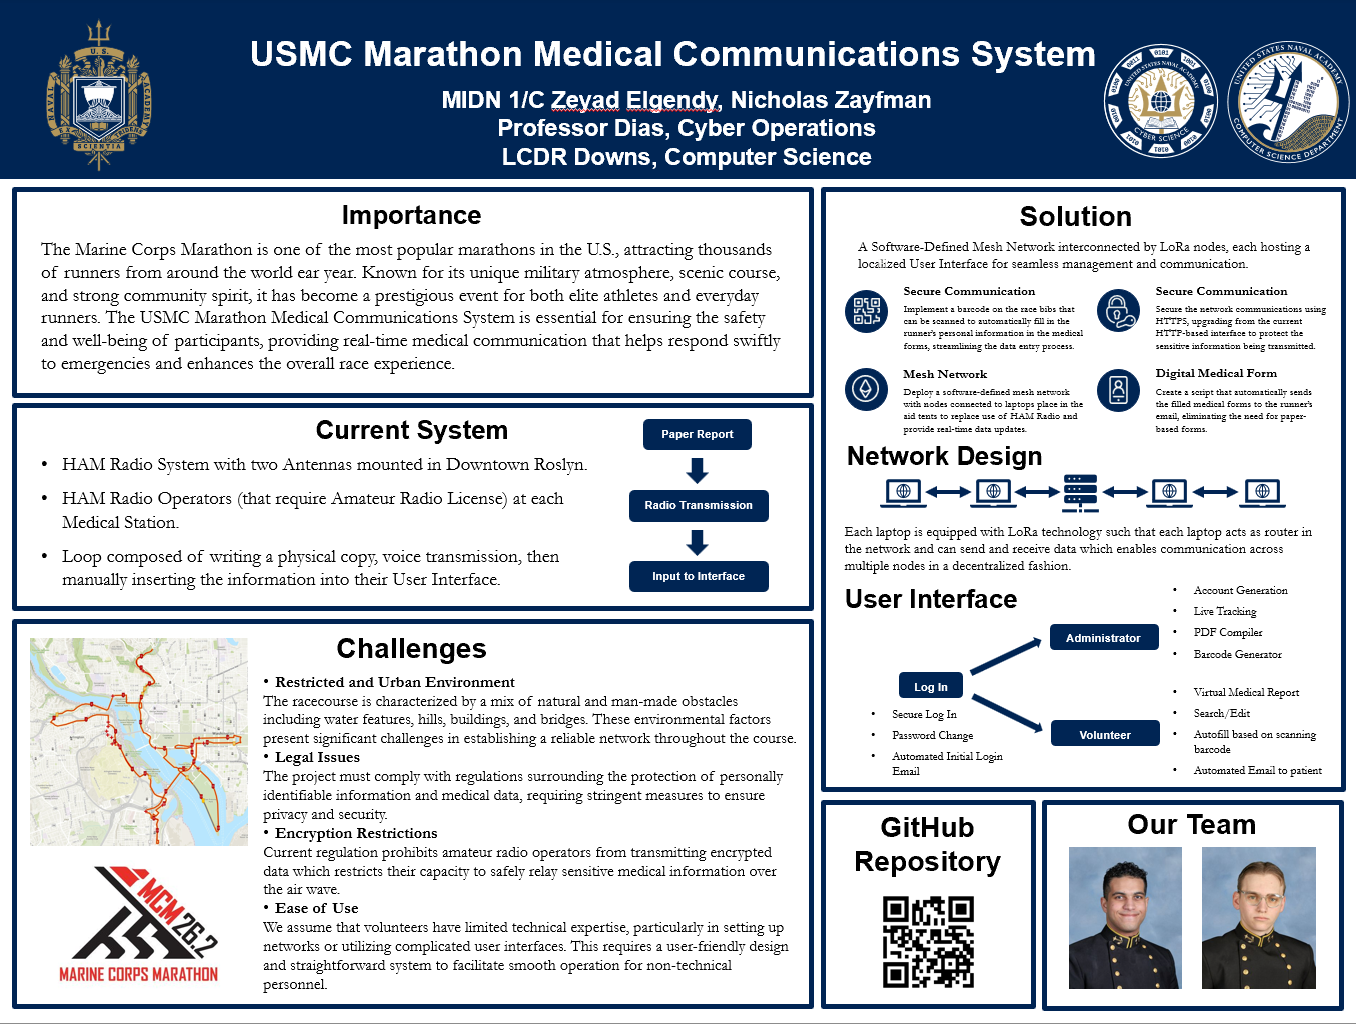 USMC Marathon Medical Communications System
MIDN 1/C Zeyad Elgendy, Nicholas Zayfman
Professor Dias, Cyber Operations
LCDR Downs, Computer Science
U. S.
NAVAL
ACADEMY
EX SCIENTIA TRIDENS
UNITED STATES NAVAL ACADEMY
CYBER SCIENCE
UNITED STATES NAVAL ACADEMY
COMPUTER SCIENCE DEPARTMENT
Importance
The Marine Corps Marathon is one of the most popular marathons in the U.S., attracting thousands
of runners from around the world ear year. Known for its unique military atmosphere, scenic course,
and strong community spirit, it has become a prestigious event for both elite athletes and everyday
runners. The USMC Marathon Medical Communications System is essential for ensuring the safety
and well-being of participants, providing real-time medical communication that helps respond swiftly
to emergencies and enhances the overall race experience.
Current System
• HAM Radio System with two Antennas mounted in Downtown Roslyn.
• HAM Radio Operators (that require Amateur Radio License) at each
Medical Station.
• Loop composed of writing a physical copy, voice transmission, then
manually inserting the information into their User Interface.
Paper Report
Radio Transmission
Input to Interface
Challenges
• Restricted and Urban Environment
The racecourse is characterized by a mix of natural and man-made obstacles
including water features, hills, buildings, and bridges. These environmental factors
present significant challenges in establishing a reliable network throughout the course.
• Legal Issues
The project must comply with regulations surrounding the protection of personally
identifiable information and medical data, requiring stringent measures to ensure
privacy and security.
• Encryption Restrictions
Current regulation prohibits amateur radio operators from transmitting encrypted
data which restricts their capacity to safely relay sensitive medical information over
the air wave.
• Ease of Use
We assume that volunteers have limited technical expertise, particularly in setting up
networks or utilizing complicated user interfaces. This requires a user-friendly design
and straightforward system to facilitate smooth operation for non-technical
personnel.
MCM 26.2
MARINE CORPS MARATHON
Solution
A Software-Defined Mesh Network interconnected by LoRa nodes, each hosting a
localized User Interface for seamless management and communication.
Secure Communication
Implement a barcode on the race bibs that
can be scanned to automatically fill in the
runner's personal information in the medical
forms, streamlining the data entry process.
Secure Communication
Secure the network communications using
HTTPS, upgrading from the current
HTTP-based interface to protect the
sensitive information being transmitted.
Mesh Network
Deploy a software-defined mesh network
with nodes connected to laptops place in the
aid tents to replace use of HAM Radio and
provide real-time data updates.
Digital Medical Form
Create a script that automatically sends
the filled medical forms to the runner's
email, eliminating the need for paper-
based forms.
Network Design
Each laptop is equipped with LoRa technology such that each laptop acts as router in
the network and can send and receive data which enables communication across
multiple nodes in a decentralized fashion.
User Interface
Log In
• Secure Log In
• Password Change
• Automated Initial Login
Email
Administrator
• Account Generation
• Live Tracking
• PDF Compiler
• Barcode Generator
Volunteer
• Virtual Medical Report
• Search/Edit
• Autofill based on scanning
barcode
• Automated Email to patient
GitHub
Repository
Our Team